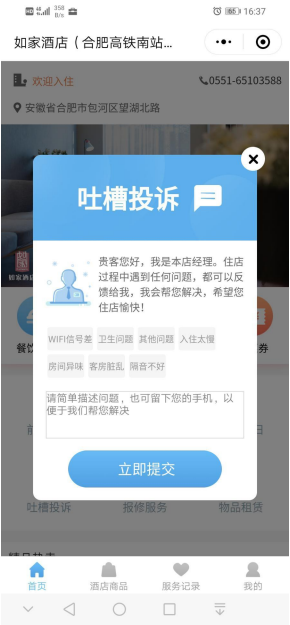 HD 4G 358 B/s 16:37
如家酒店（合肥高铁南站...
欢迎入住 0551-65103588
安徽省合肥市包河区望湖北路
吐槽投诉
贵客您好，我是本店经理。住店
过程中遇到任何问题，都可以反
馈给我，我会帮您解决，希望您
住店愉快！
WIFI信号差 卫生问题 其他问题 入住太慢
房间异味 客房脏乱 隔音不好
请简单描述问题，也可留下您的手机，以
便于我们帮您解决
立即提交
餐饮 券
吐槽投诉 报修服务 物品租赁
首页 酒店商品 服务记录 我的